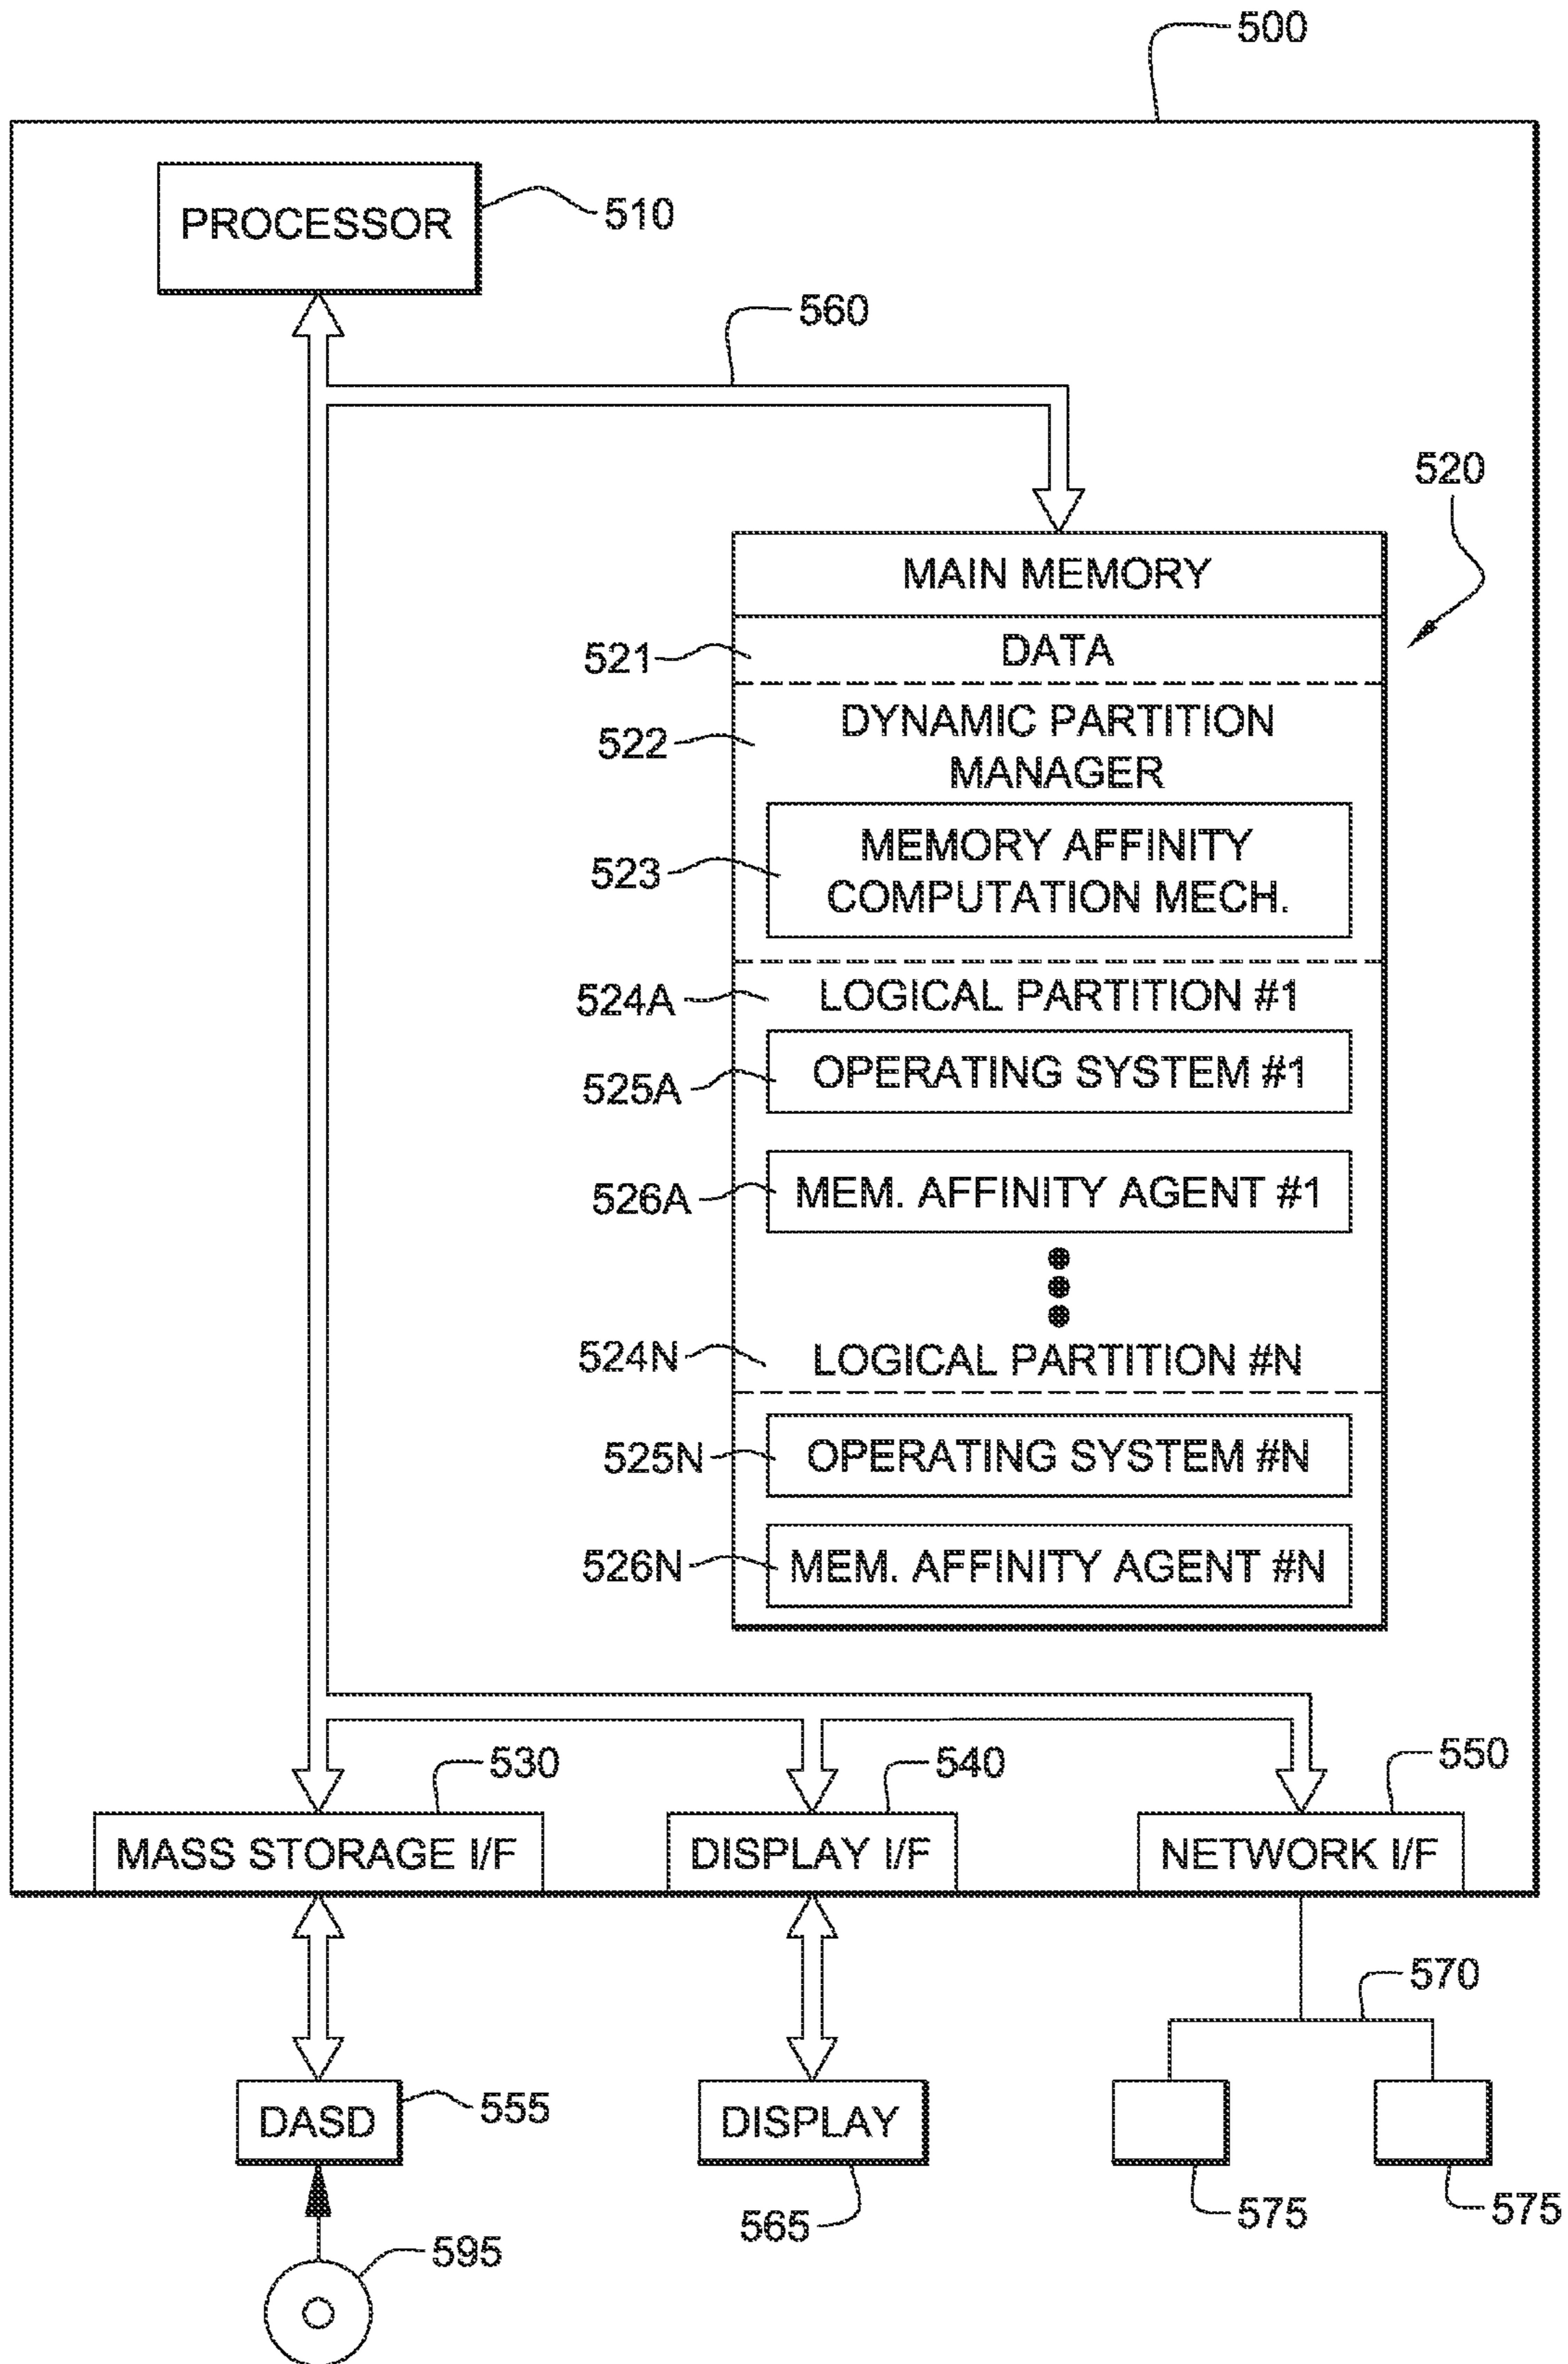 500
PROCESSOR
510
560
520
MAIN MEMORY
521
DATA
522
DYNAMIC PARTITION
MANAGER
523
MEMORY AFFINITY
COMPUTATION MECH.
524A
LOGICAL PARTITION #1
525A
OPERATING SYSTEM #1
526A
MEM. AFFINITY AGENT #1
524N
LOGICAL PARTITION #N
525N
OPERATING SYSTEM #N
526N
MEM. AFFINITY AGENT #N
530
540
550
MASS STORAGE I/F
DISPLAY I/F
NETWORK I/F
570
DASD
555
DISPLAY
565
575
575
595